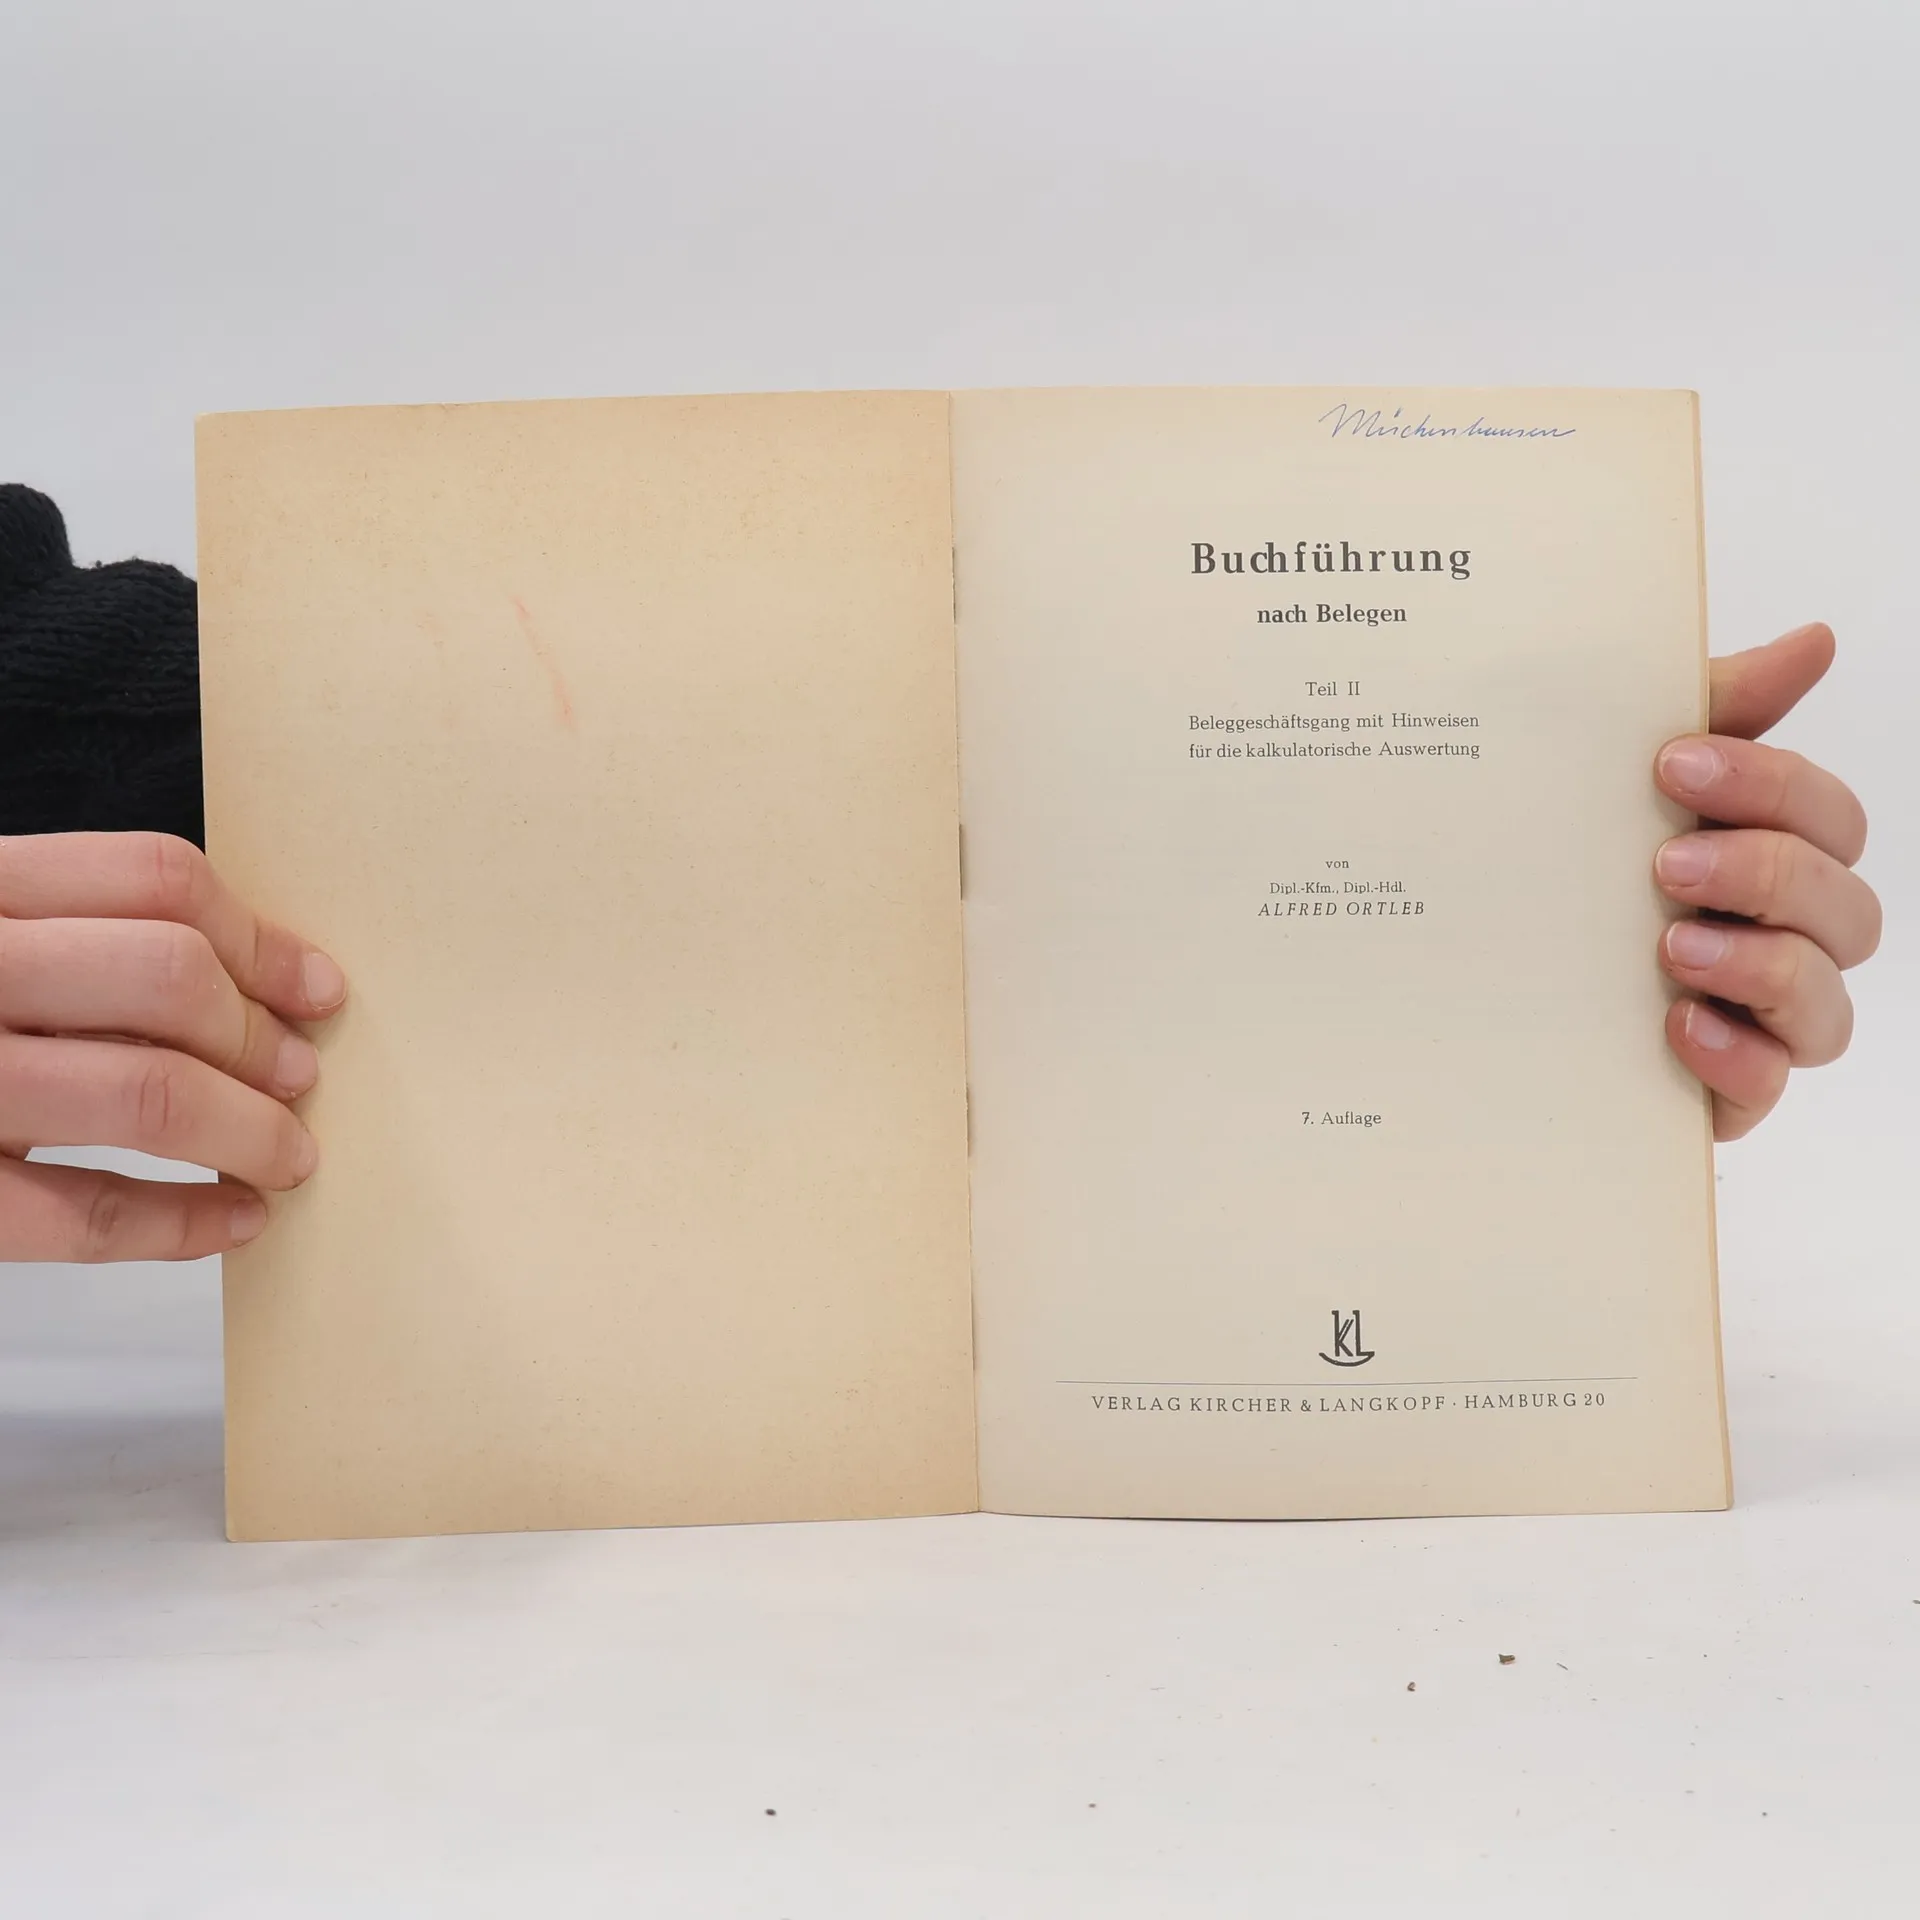 Buchführung
nach Belegen
Teil II
Beleggeschäftsgang mit Hinweisen
für die kalkulatorische Auswertung
von
Dipl.-Kfm., Dipl.-Hdl.
ALFRED ORTLEB
7. Auflage
kL
VERLAG KIRCHER & LANGKOPF · HAMBURG 20